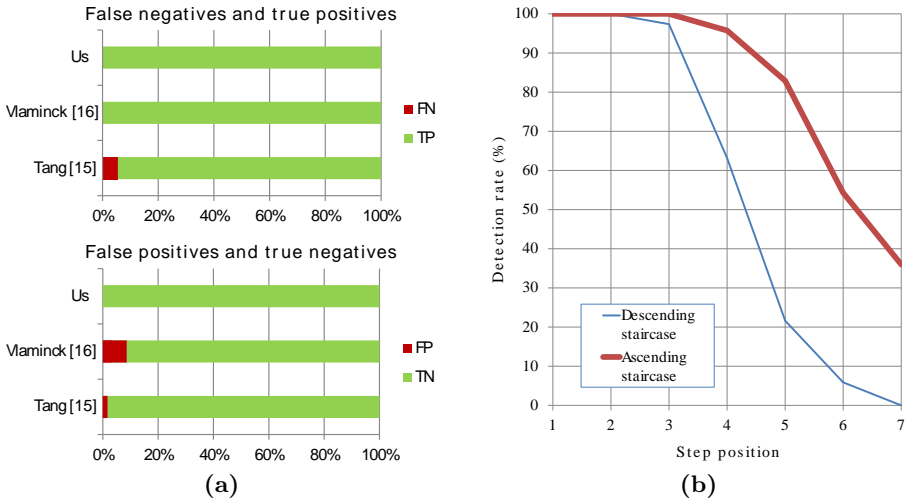 False negatives and true positives
Us
Vlaminck [16]
Tang [15]
0% 20% 40% 60% 80% 100%
FN
TP
False positives and true negatives
Us
Vlaminck [16]
Tang [15]
0% 20% 40% 60% 80% 100%
FP
TN
(a)
Detection rate (%)
100
90
80
70
60
50
40
30
20
10
0
Descending
staircase
Ascending
staircase
1 2 3 4 5 6 7
Step position
(b)